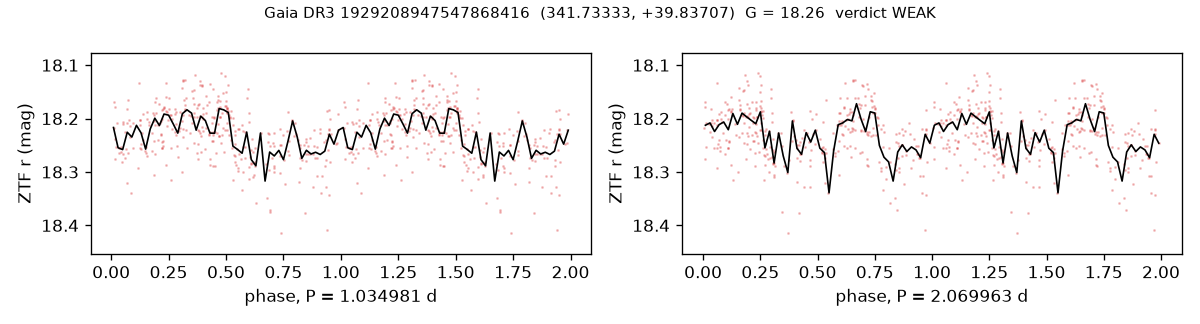 Gaia DR3 1929208947547868416  (341.73333, +39.83707)  G = 18.26  verdict WEAK
ZTF r (mag)
18.1
18.2
18.3
18.4
0.00 0.25 0.50 0.75 1.00 1.25 1.50 1.75 2.00
phase, P = 1.034981 d
ZTF r (mag)
18.1
18.2
18.3
18.4
0.00 0.25 0.50 0.75 1.00 1.25 1.50 1.75 2.00
phase, P = 2.069963 d